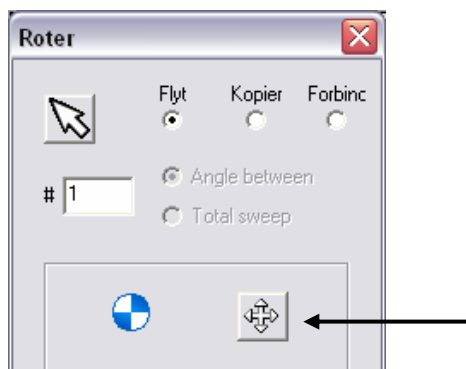 Roter
Flyt Kopier Forbinc
# 1
Angle between
Total sweep